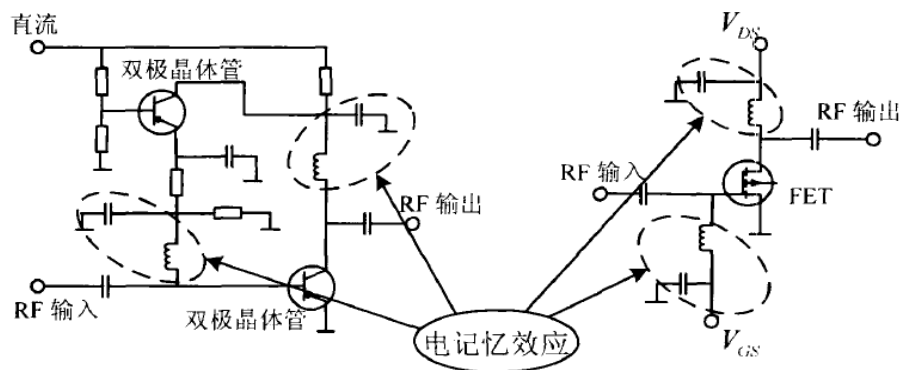 直流
双极晶体管
RF 输出
RF 输入
双极晶体管
电记忆效应
V_DS
RF 输出
RF 输入
FET
V_GS